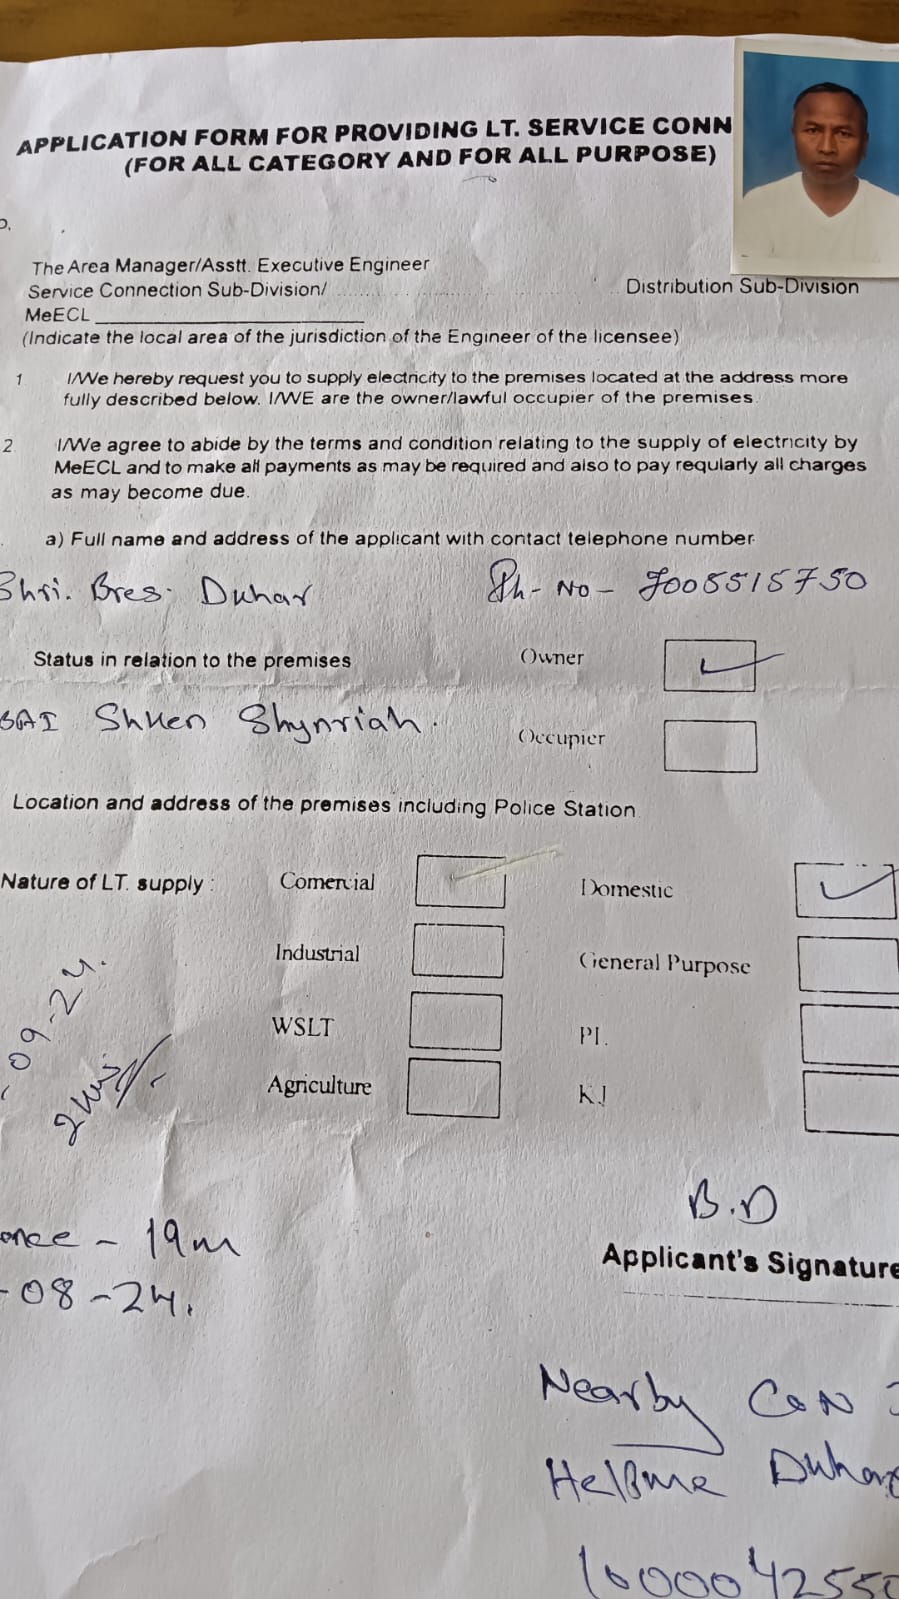 APPLICATION FORM FOR PROVIDING LT. SERVICE CONN
(FOR ALL CATEGORY AND FOR ALL PURPOSE)
The Area Manager/Asstt. Executive Engineer
Service Connection Sub-Division/ Distribution Sub-Division
MeECL
(Indicate the local area of the jurisdiction of the Engineer of the licensee)
1 I/We hereby request you to supply electricity to the premises located at the address more
fully described below. I/WE are the owner/lawful occupier of the premises.
2 I/We agree to abide by the terms and condition relating to the supply of electricity by
MeECL and to make all payments as may be required and also to pay reqularly all charges
as may become due.
a) Full name and address of the applicant with contact telephone number
Shri. Bres. Duhar Ph- No - 7005515750
Status in relation to the premises Owner
Shken Shynriah. Occupier
Location and address of the premises including Police Station
Nature of LT. supply : Comercial Domestic
Industrial General Purpose
WSLT PL
Agriculture KJ
09-24.
B.D
Applicant's Signature
- 19m
-08-24.
Nearby CON
Duhar
1000042550